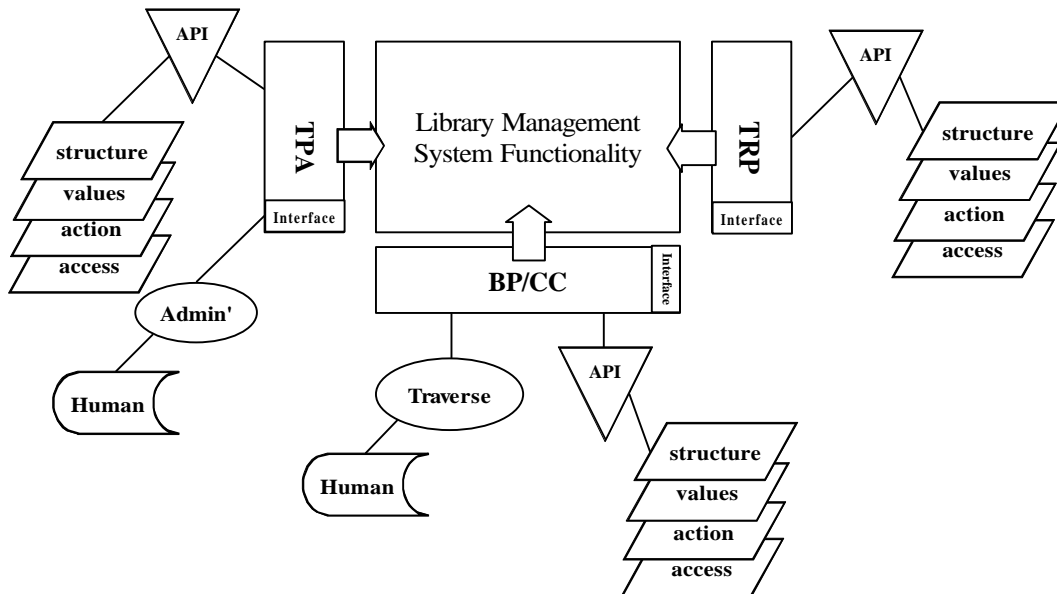 API
structure
values
action
access
Admin'
Human
TPA
Interface
Library Management
System Functionality
TRP
Interface
API
structure
values
action
access
BP/CC
Interface
Traverse
Human
API
structure
values
action
access